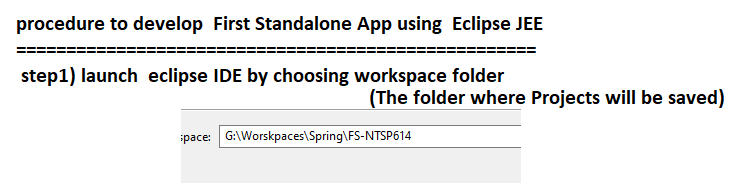 procedure to develop First Standalone App using Eclipse JEE
====================================================
step1) launch eclipse IDE by choosing workspace folder
(The folder where Projects will be saved)
space: G:\Worskpaces\Spring\FS-NTSP614